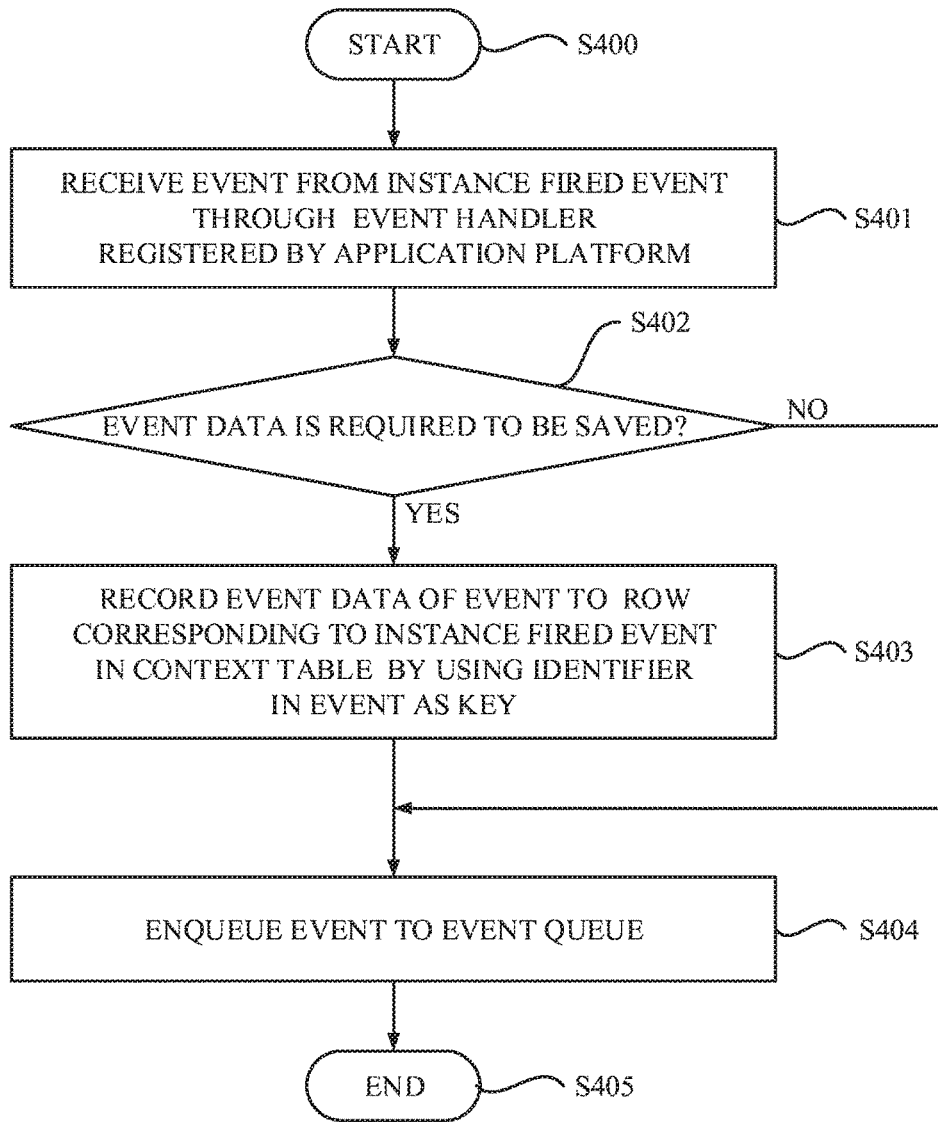 START
S400
RECEIVE EVENT FROM INSTANCE FIRED EVENT
THROUGH EVENT HANDLER
REGISTERED BY APPLICATION PLATFORM
S401
S402
EVENT DATA IS REQUIRED TO BE SAVED?
NO
YES
RECORD EVENT DATA OF EVENT TO ROW
CORRESPONDING TO INSTANCE FIRED EVENT
IN CONTEXT TABLE BY USING IDENTIFIER
IN EVENT AS KEY
S403
ENQUEUE EVENT TO EVENT QUEUE
S404
END
S405